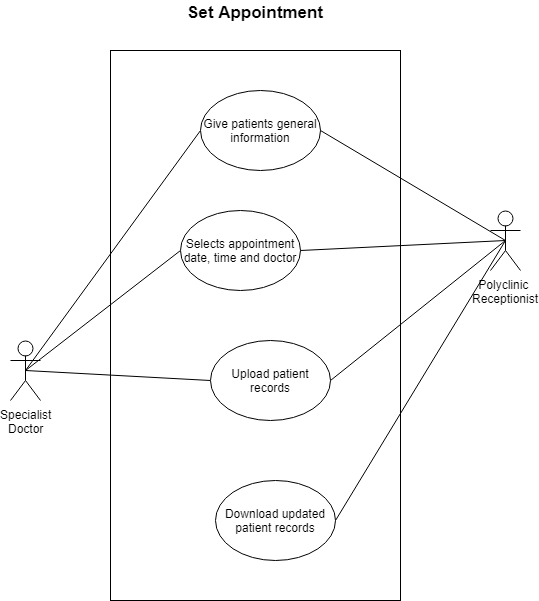 Set Appointment
Give patients general
information
Selects appointment
date, time and doctor
Polyclinic
Receptionist
Upload patient
records
Specialist
Doctor
Download updated
patient records